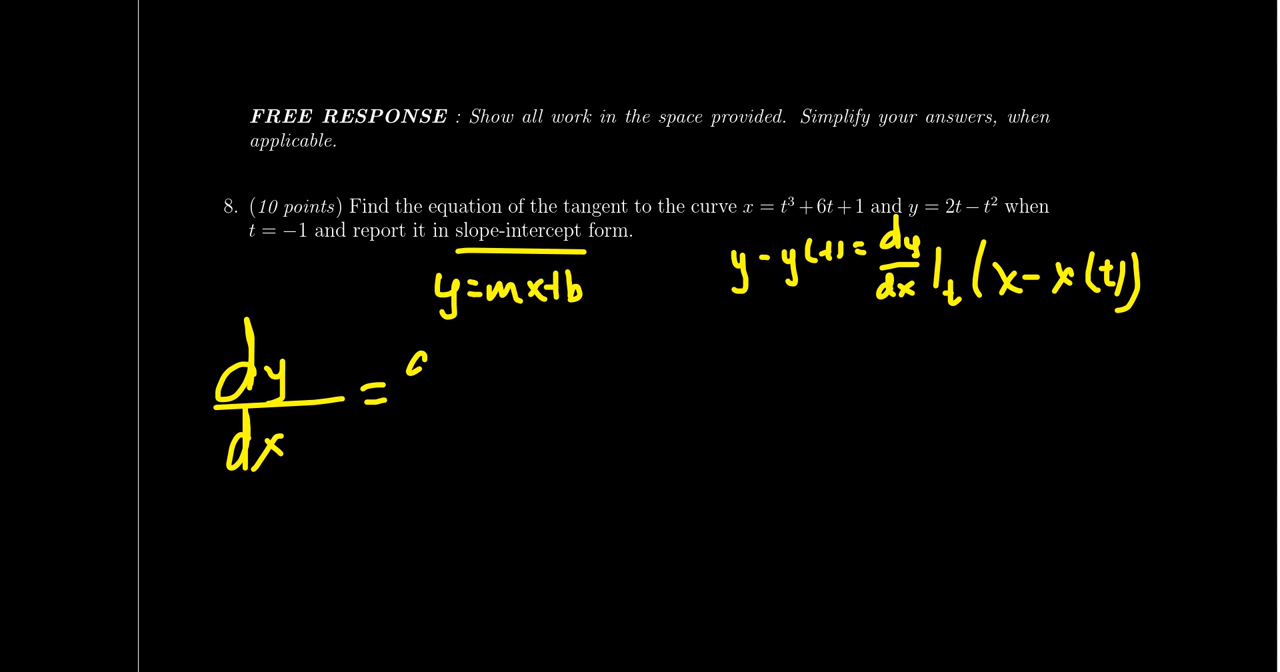 FREE RESPONSE : Show all work in the space provided. Simplify your answers, when
applicable.
8. (10 points) Find the equation of the tangent to the curve x = t³ + 6t + 1 and y = 2t − t² when
t = −1 and report it in slope-intercept form.
y - y(t) = dy/dx |t (x - x(t))
y = mx+b
dy/dx =